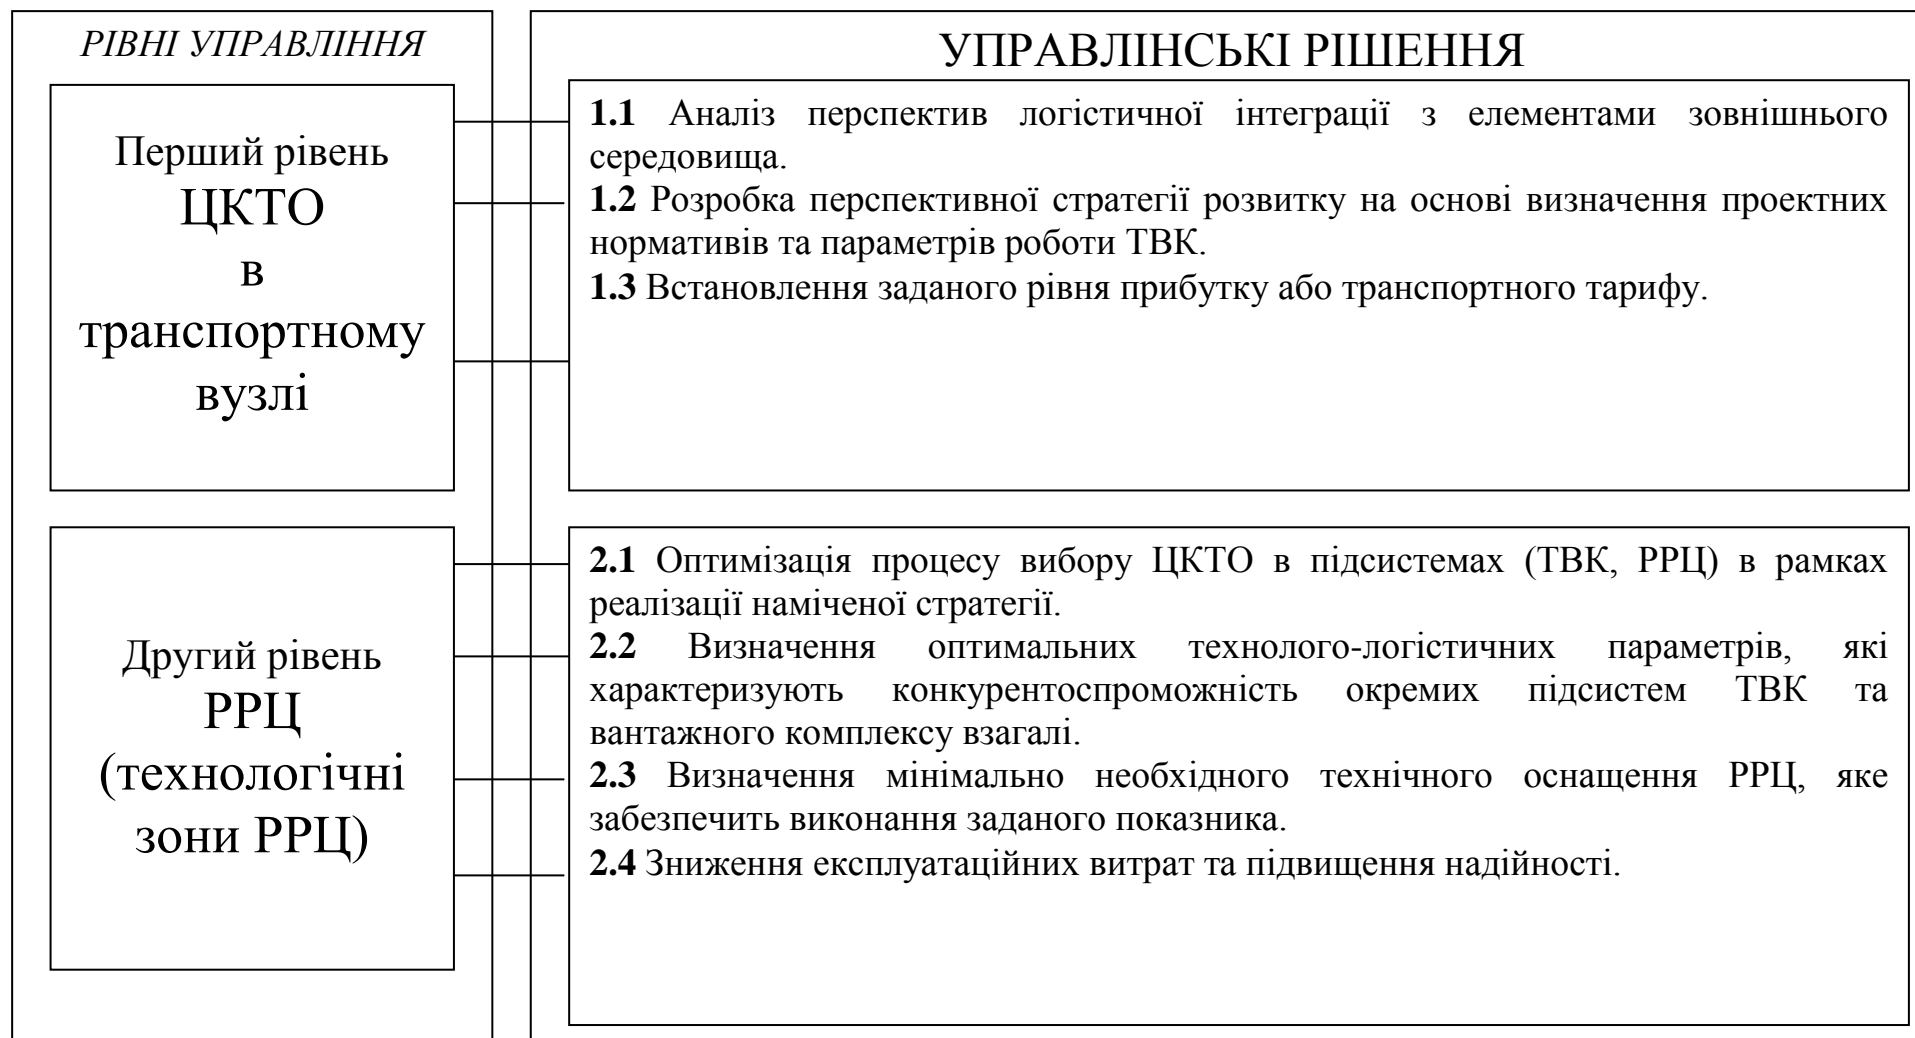 РІВНІ УПРАВЛІННЯ
УПРАВЛІНСЬКІ РІШЕННЯ
Перший рівень
ЦКТО
в
транспортному
вузлі
1.1 Аналіз перспектив логістичної інтеграції з елементами зовнішнього
середовища.
1.2 Розробка перспективної стратегії розвитку на основі визначення проектних
нормативів та параметрів роботи ТВК.
1.3 Встановлення заданого рівня прибутку або транспортного тарифу.
Другий рівень
РРЦ
(технологічні
зони РРЦ)
2.1 Оптимізація процесу вибору ЦКТО в підсистемах (ТВК, РРЦ) в рамках
реалізації наміченої стратегії.
2.2 Визначення оптимальних технолого-логістичних параметрів, які
характеризують конкурентоспроможність окремих підсистем ТВК та
вантажного комплексу взагалі.
2.3 Визначення мінімально необхідного технічного оснащення РРЦ, яке
забезпечить виконання заданого показника.
2.4 Зниження експлуатаційних витрат та підвищення надійності.